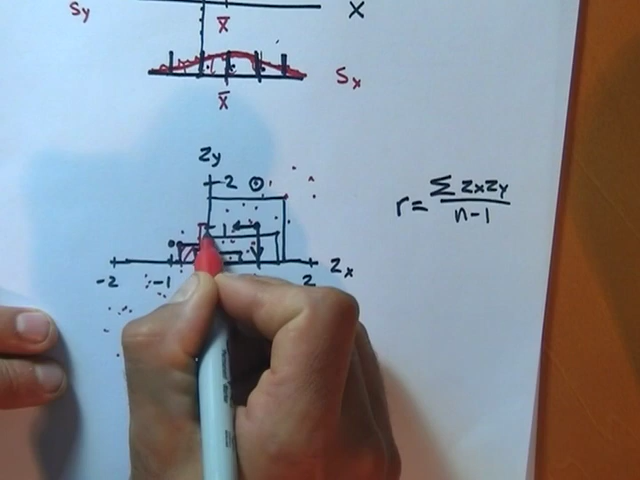 Sy
X
X̅
Sx
X̅
Zy
2
1
-2
-1
2
Zx
r = Σ ZxZy / n-1